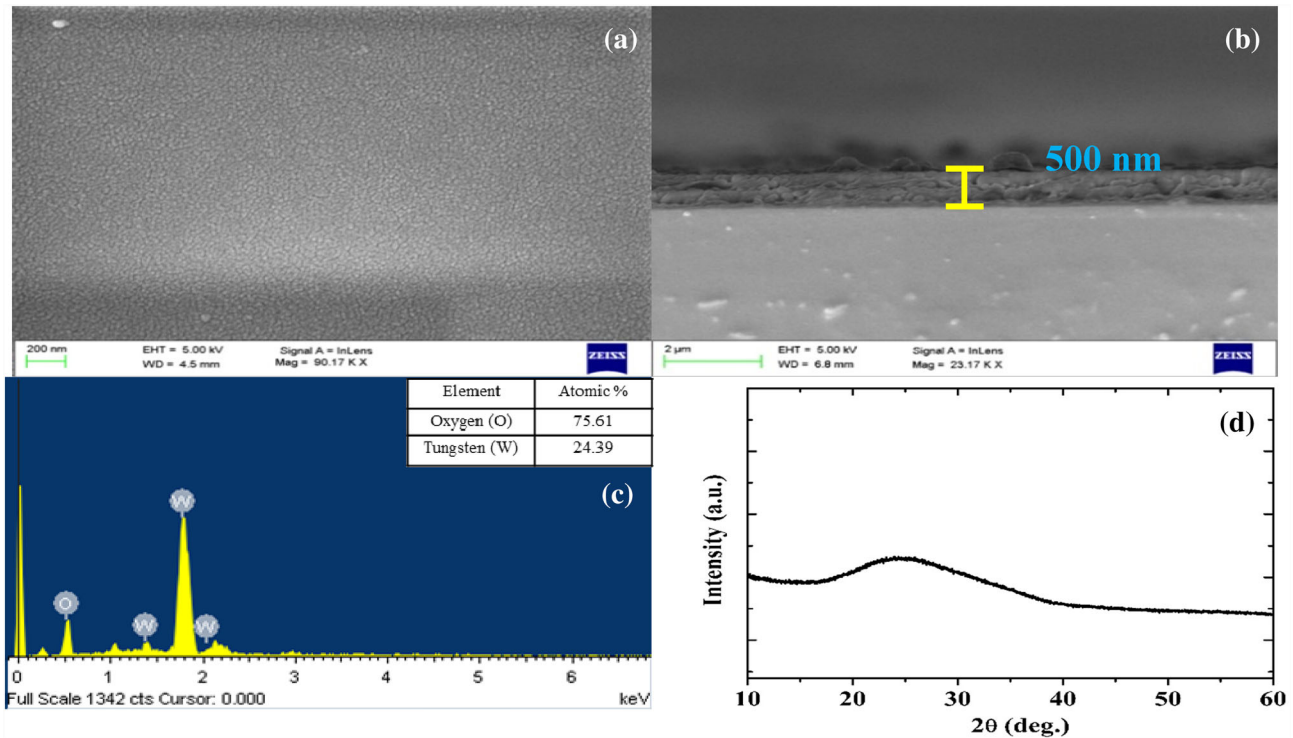 (a)
200 nm
EHT = 5.00 kV
WD = 4.5 mm
Signal A = InLens
Mag = 90.17 K X
ZEISS
(b)
500 nm
2 µm
EHT = 5.00 kV
WD = 6.8 mm
Signal A = InLens
Mag = 23.17 K X
ZEISS
Element Atomic %
Oxygen (O) 75.61
Tungsten (W) 24.39
(c)
W
O
W
W
0 1 2 3 4 5 6
Full Scale 1342 cts Cursor: 0.000 keV
(d)
Intensity (a.u.)
10 20 30 40 50 60
2θ (deg.)